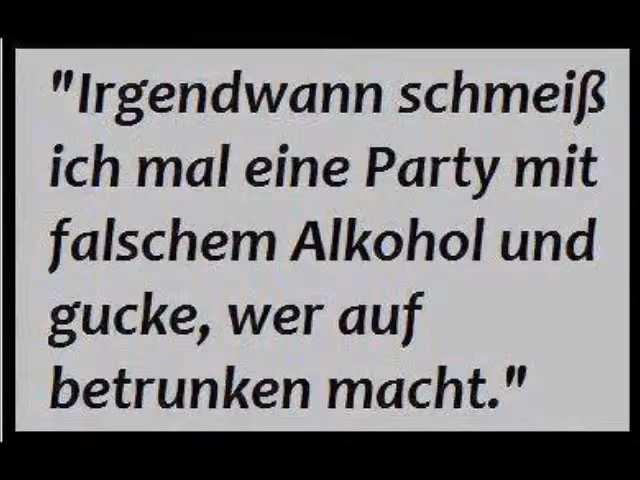 "Irgendwann schmeiß
ich mal eine Party mit
falschem Alkohol und
gucke, wer auf
betrunken macht."